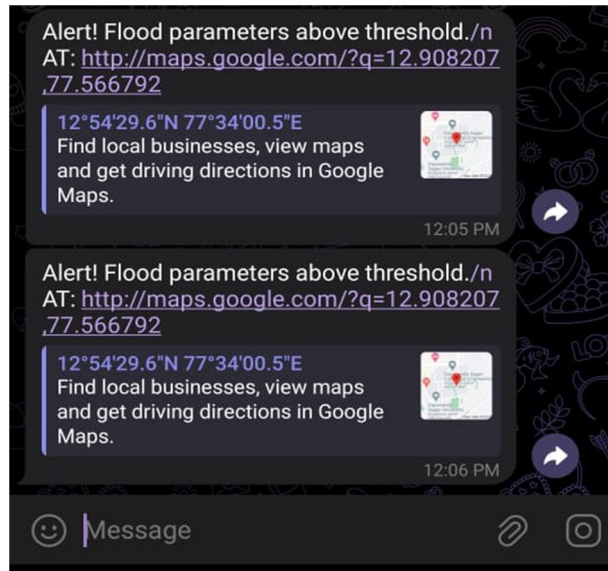 Alert! Flood parameters above threshold./n
AT: http://maps.google.com/?q=12.908207
,77.566792
12°54'29.6"N 77°34'00.5"E
Find local businesses, view maps
and get driving directions in Google
Maps.
12:05 PM
Alert! Flood parameters above threshold./n
AT: http://maps.google.com/?q=12.908207
,77.566792
12°54'29.6"N 77°34'00.5"E
Find local businesses, view maps
and get driving directions in Google
Maps.
12:06 PM
Message